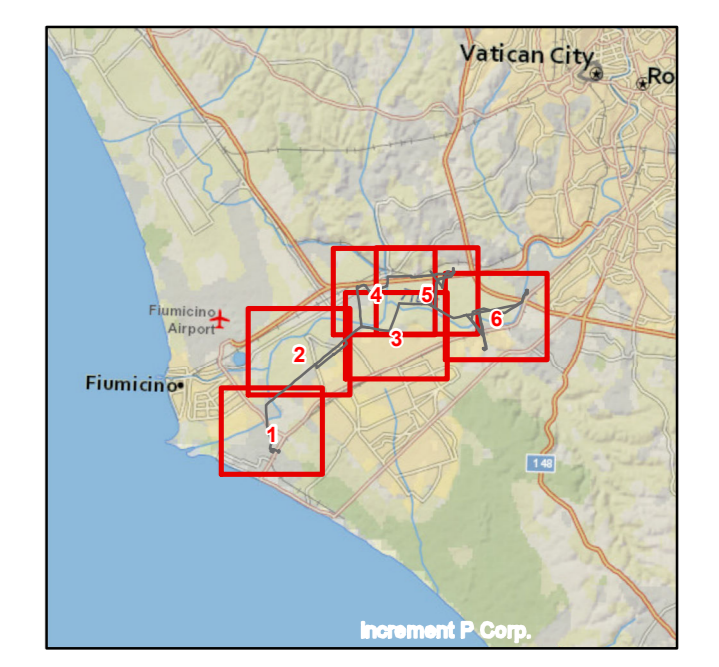 Vatican City
Ro
Fiumicino
Airport
Fiumicino
4
5
6
3
2
1
148
Increment P Corp.